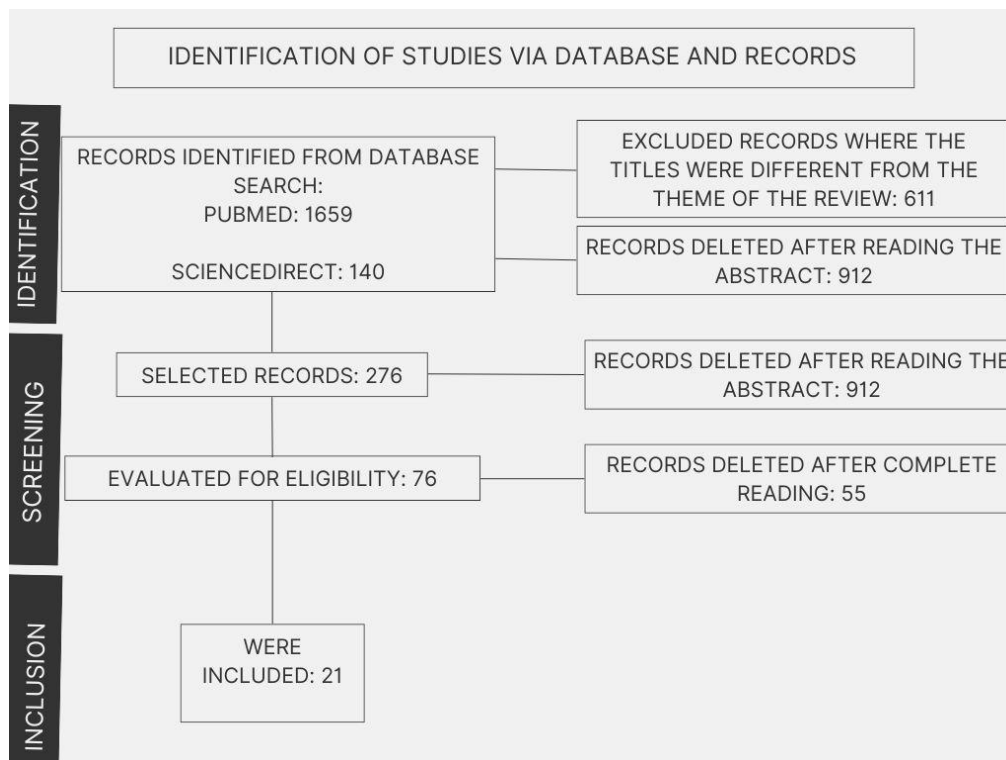 IDENTIFICATION OF STUDIES VIA DATABASE AND RECORDS
IDENTIFICATION
RECORDS IDENTIFIED FROM DATABASE
SEARCH:
PUBMED: 1659
SCIENCEDIRECT: 140
EXCLUDED RECORDS WHERE THE
TITLES WERE DIFFERENT FROM THE
THEME OF THE REVIEW: 611
RECORDS DELETED AFTER READING THE
ABSTRACT: 912
SCREENING
SELECTED RECORDS: 276
RECORDS DELETED AFTER READING THE
ABSTRACT: 912
EVALUATED FOR ELIGIBILITY: 76
RECORDS DELETED AFTER COMPLETE
READING: 55
INCLUSION
WERE
INCLUDED: 21